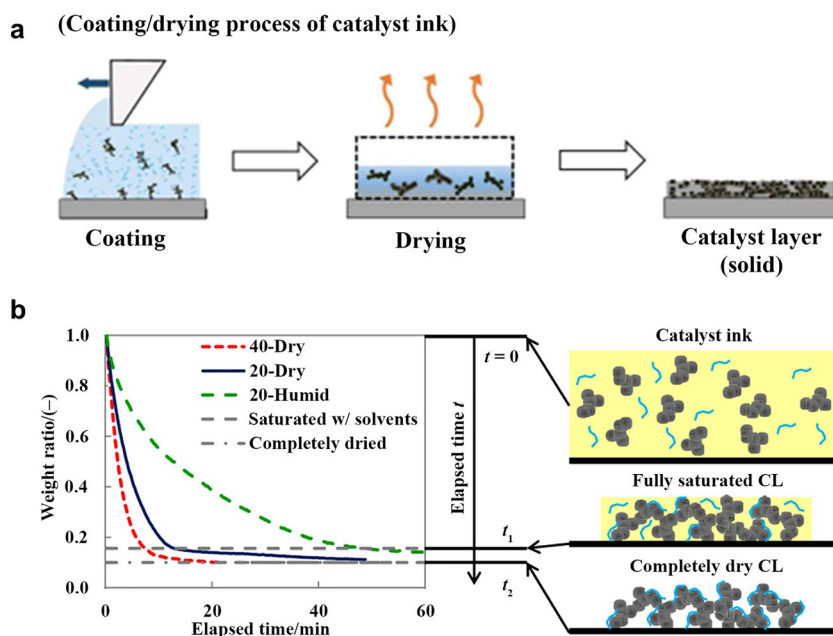 a
(Coating/drying process of catalyst ink)
Coating
Drying
Catalyst layer
(solid)
b
Weight ratio/(–)
1.0
0.8
0.6
0.4
0.2
0.0
0
20
40
60
Elapsed time/min
40-Dry
20-Dry
20-Humid
Saturated w/ solvents
Completely dried
t = 0
Elapsed time t
t₁
t₂
Catalyst ink
Fully saturated CL
Completely dry CL